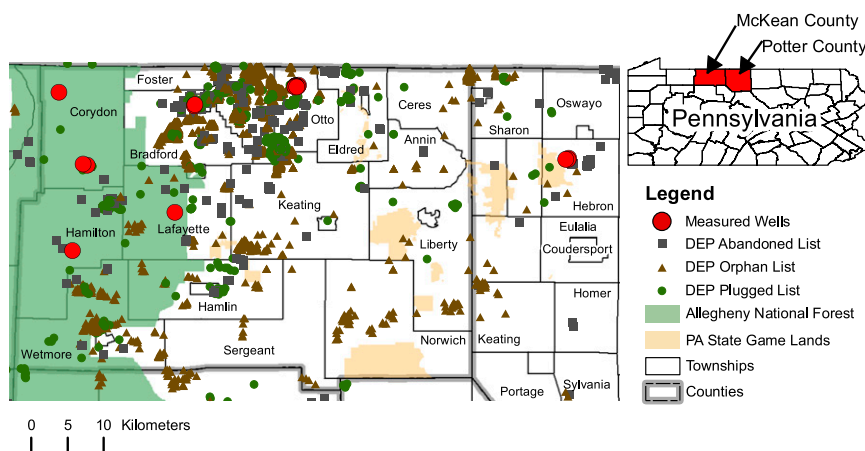 McKean County
Potter County
Pennsylvania
Foster
Corydon
Otto
Ceres
Oswayo
Sharon
Bradford
Eldred
Annin
Hebron
Keating
Hamilton
Lafayette
Liberty
Eulalia
Coudersport
Hamlin
Homer
Norwich
Keating
Wetmore
Sergeant
Portage
Sylvania
Legend
Measured Wells
DEP Abandoned List
DEP Orphan List
DEP Plugged List
Allegheny National Forest
PA State Game Lands
Townships
Counties
0 5 10 Kilometers